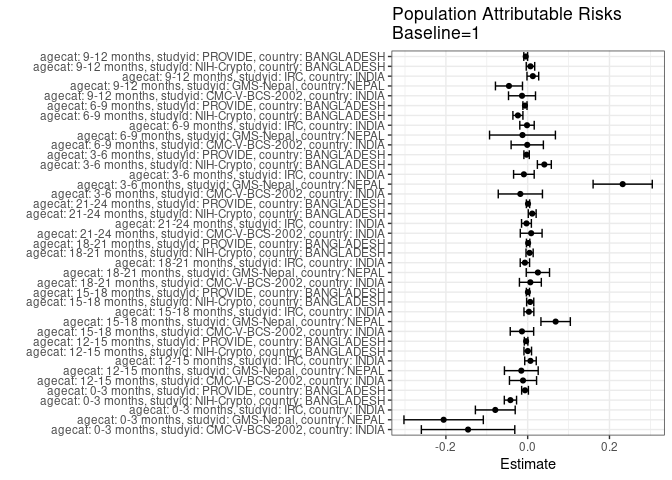 Population Attributable Risks
Baseline=1
agecat: 9-12 months, studyid: PROVIDE, country: BANGLADESH
agecat: 9-12 months, studyid: NIH-Crypto, country: BANGLADESH
agecat: 9-12 months, studyid: IRC, country: INDIA
agecat: 9-12 months, studyid: GMS-Nepal, country: NEPAL
agecat: 9-12 months, studyid: CMC-V-BCS-2002, country: INDIA
agecat: 6-9 months, studyid: PROVIDE, country: BANGLADESH
agecat: 6-9 months, studyid: NIH-Crypto, country: BANGLADESH
agecat: 6-9 months, studyid: IRC, country: INDIA
agecat: 6-9 months, studyid: GMS-Nepal, country: NEPAL
agecat: 6-9 months, studyid: CMC-V-BCS-2002, country: INDIA
agecat: 3-6 months, studyid: PROVIDE, country: BANGLADESH
agecat: 3-6 months, studyid: NIH-Crypto, country: BANGLADESH
agecat: 3-6 months, studyid: IRC, country: INDIA
agecat: 3-6 months, studyid: GMS-Nepal, country: NEPAL
agecat: 3-6 months, studyid: CMC-V-BCS-2002, country: INDIA
agecat: 21-24 months, studyid: PROVIDE, country: BANGLADESH
agecat: 21-24 months, studyid: NIH-Crypto, country: BANGLADESH
agecat: 21-24 months, studyid: IRC, country: INDIA
agecat: 21-24 months, studyid: CMC-V-BCS-2002, country: INDIA
agecat: 18-21 months, studyid: PROVIDE, country: BANGLADESH
agecat: 18-21 months, studyid: NIH-Crypto, country: BANGLADESH
agecat: 18-21 months, studyid: IRC, country: INDIA
agecat: 18-21 months, studyid: GMS-Nepal, country: NEPAL
agecat: 18-21 months, studyid: CMC-V-BCS-2002, country: INDIA
agecat: 15-18 months, studyid: PROVIDE, country: BANGLADESH
agecat: 15-18 months, studyid: NIH-Crypto, country: BANGLADESH
agecat: 15-18 months, studyid: IRC, country: INDIA
agecat: 15-18 months, studyid: GMS-Nepal, country: NEPAL
agecat: 15-18 months, studyid: CMC-V-BCS-2002, country: INDIA
agecat: 12-15 months, studyid: PROVIDE, country: BANGLADESH
agecat: 12-15 months, studyid: NIH-Crypto, country: BANGLADESH
agecat: 12-15 months, studyid: IRC, country: INDIA
agecat: 12-15 months, studyid: GMS-Nepal, country: NEPAL
agecat: 12-15 months, studyid: CMC-V-BCS-2002, country: INDIA
agecat: 0-3 months, studyid: PROVIDE, country: BANGLADESH
agecat: 0-3 months, studyid: NIH-Crypto, country: BANGLADESH
agecat: 0-3 months, studyid: IRC, country: INDIA
agecat: 0-3 months, studyid: GMS-Nepal, country: NEPAL
agecat: 0-3 months, studyid: CMC-V-BCS-2002, country: INDIA
-0.2 0.0 0.2
Estimate